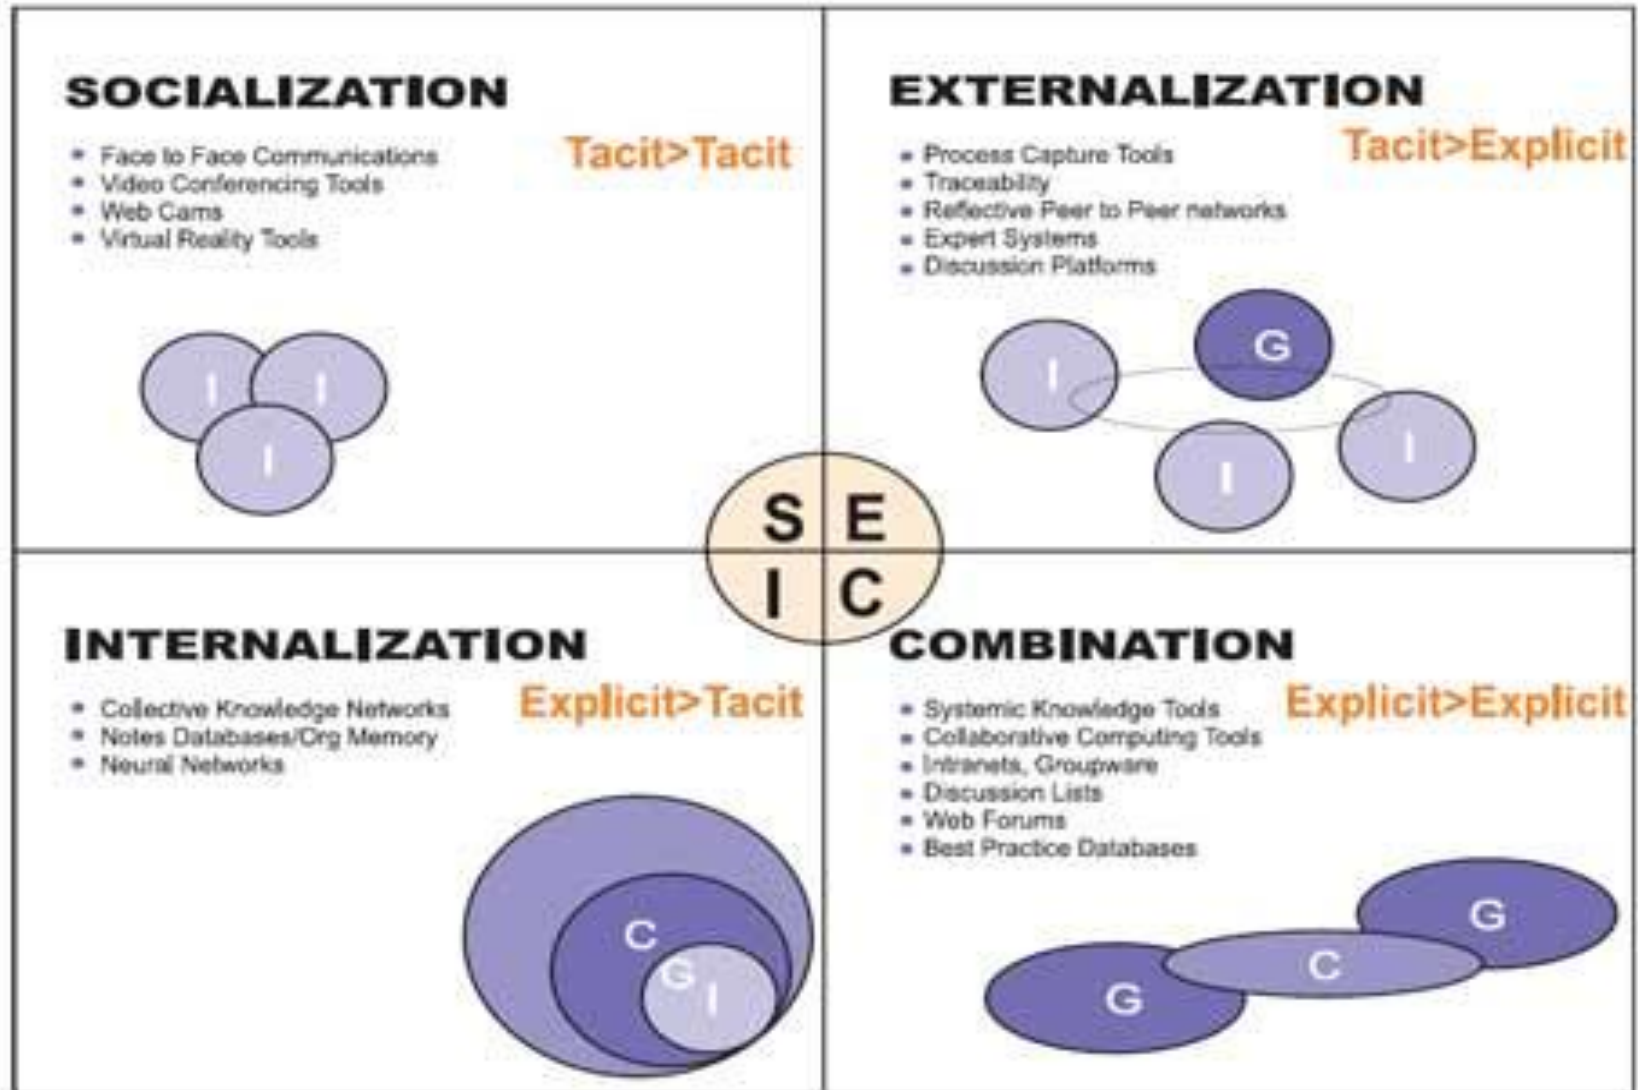 SOCIALIZATION
Tacit>Tacit
• Face to Face Communications
• Video Conferencing Tools
• Web Cams
• Virtual Reality Tools
I I
I
EXTERNALIZATION
Tacit>Explicit
• Process Capture Tools
• Traceability
• Reflective Peer to Peer networks
• Expert Systems
• Discussion Platforms
G
I
I
I
S E
I C
INTERNALIZATION
Explicit>Tacit
• Collective Knowledge Networks
• Notes Databases/Org Memory
• Neural Networks
C
G
I
COMBINATION
Explicit>Explicit
• Systemic Knowledge Tools
• Collaborative Computing Tools
• Intranets, Groupware
• Discussion Lists
• Web Forums
• Best Practice Databases
G
C
G